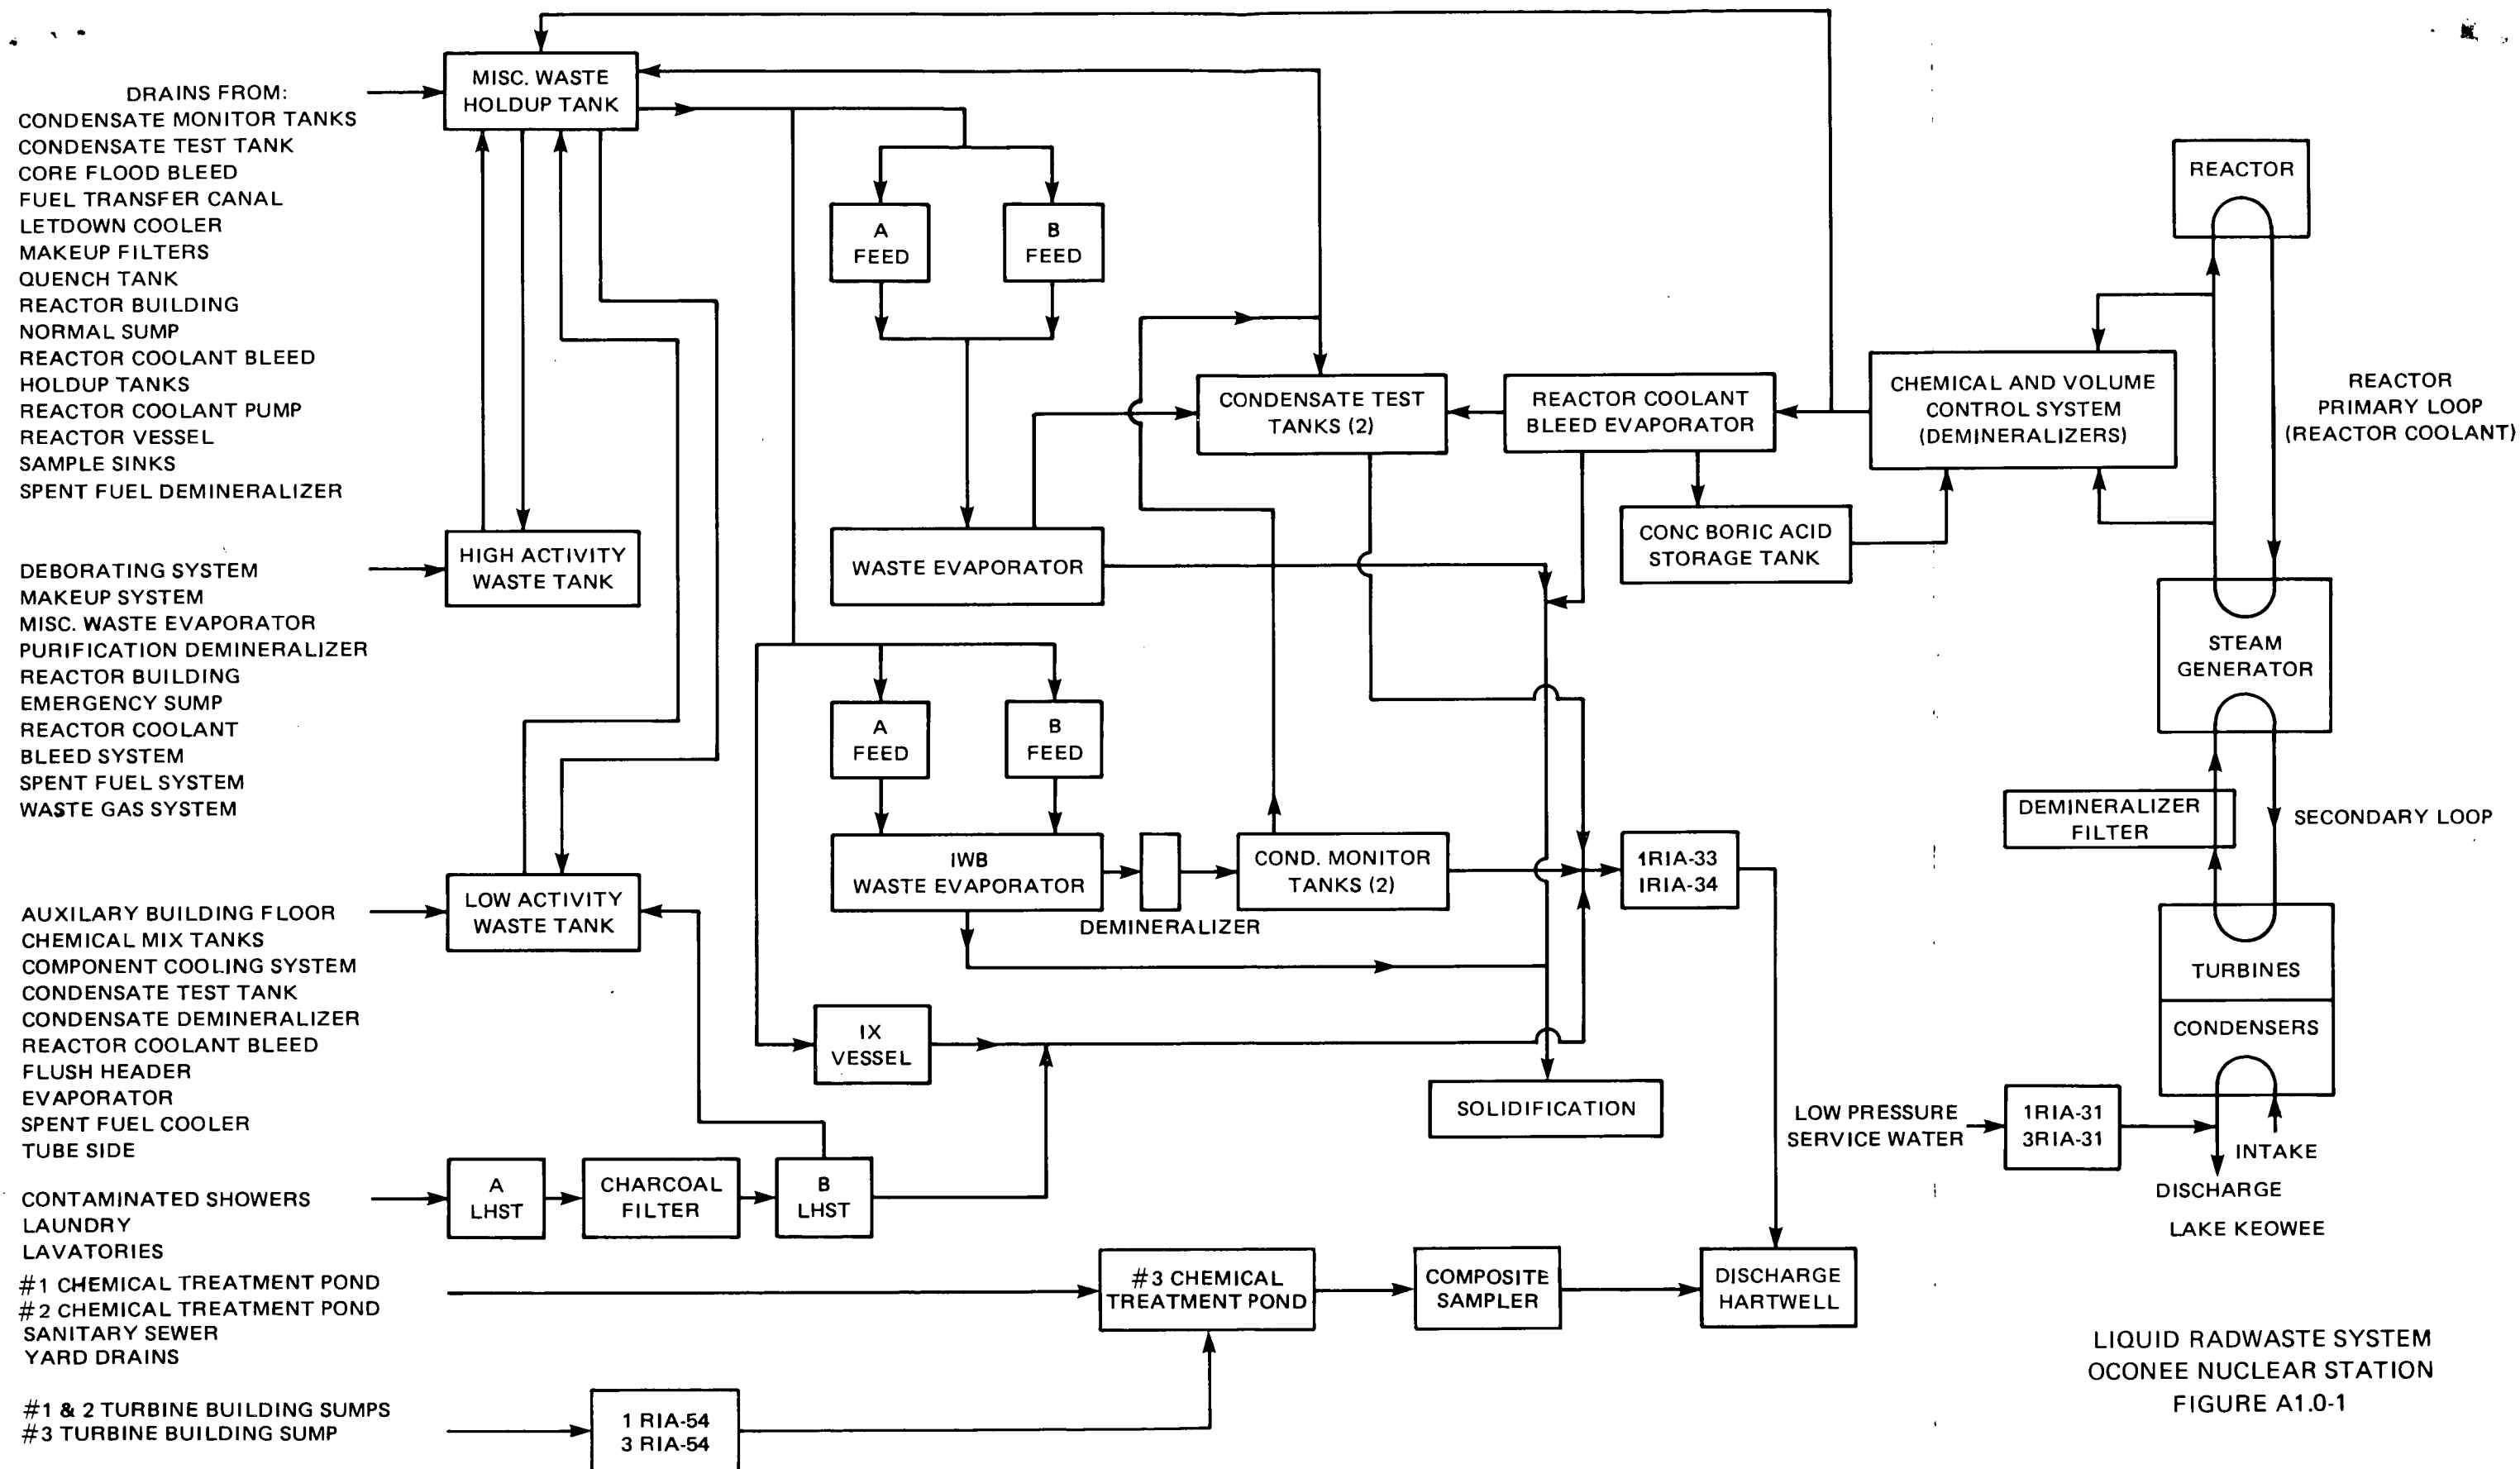 DRAINS FROM:
CONDENSATE MONITOR TANKS
CONDENSATE TEST TANK
CORE FLOOD BLEED
FUEL TRANSFER CANAL
LETDOWN COOLER
MAKEUP FILTERS
QUENCH TANK
REACTOR BUILDING
NORMAL SUMP
REACTOR COOLANT BLEED
HOLDUP TANKS
REACTOR COOLANT PUMP
REACTOR VESSEL
SAMPLE SINKS
SPENT FUEL DEMINERALIZER
DEBORATING SYSTEM
MAKEUP SYSTEM
MISC. WASTE EVAPORATOR
PURIFICATION DEMINERALIZER
REACTOR BUILDING
EMERGENCY SUMP
REACTOR COOLANT
BLEED SYSTEM
SPENT FUEL SYSTEM
WASTE GAS SYSTEM
AUXILARY BUILDING FLOOR
CHEMICAL MIX TANKS
COMPONENT COOLING SYSTEM
CONDENSATE TEST TANK
CONDENSATE DEMINERALIZER
REACTOR COOLANT BLEED
FLUSH HEADER
EVAPORATOR
SPENT FUEL COOLER
TUBE SIDE
CONTAMINATED SHOWERS
LAUNDRY
LAVATORIES
#1 CHEMICAL TREATMENT POND
#2 CHEMICAL TREATMENT POND
SANITARY SEWER
YARD DRAINS
#1 & 2 TURBINE BUILDING SUMPS
#3 TURBINE BUILDING SUMP
MISC. WASTE
HOLDUP TANK
HIGH ACTIVITY
WASTE TANK
LOW ACTIVITY
WASTE TANK
A
LHST
CHARCOAL
FILTER
B
LHST
1 RIA-54
3 RIA-54
A
FEED
B
FEED
WASTE EVAPORATOR
A
FEED
B
FEED
IWB
WASTE EVAPORATOR
DEMINERALIZER
COND. MONITOR
TANKS (2)
IX
VESSEL
CONDENSATE TEST
TANKS (2)
REACTOR COOLANT
BLEED EVAPORATOR
CONC BORIC ACID
STORAGE TANK
CHEMICAL AND VOLUME
CONTROL SYSTEM
(DEMINERALIZERS)
1RIA-33
IRIA-34
SOLIDIFICATION
#3 CHEMICAL
TREATMENT POND
COMPOSITE
SAMPLER
DISCHARGE
HARTWELL
REACTOR
REACTOR
PRIMARY LOOP
(REACTOR COOLANT)
STEAM
GENERATOR
DEMINERALIZER
FILTER
SECONDARY LOOP
TURBINES
CONDENSERS
LOW PRESSURE
SERVICE WATER
1RIA-31
3RIA-31
INTAKE
DISCHARGE
LAKE KEOWEE
LIQUID RADWASTE SYSTEM
OCONEE NUCLEAR STATION
FIGURE A1.0-1